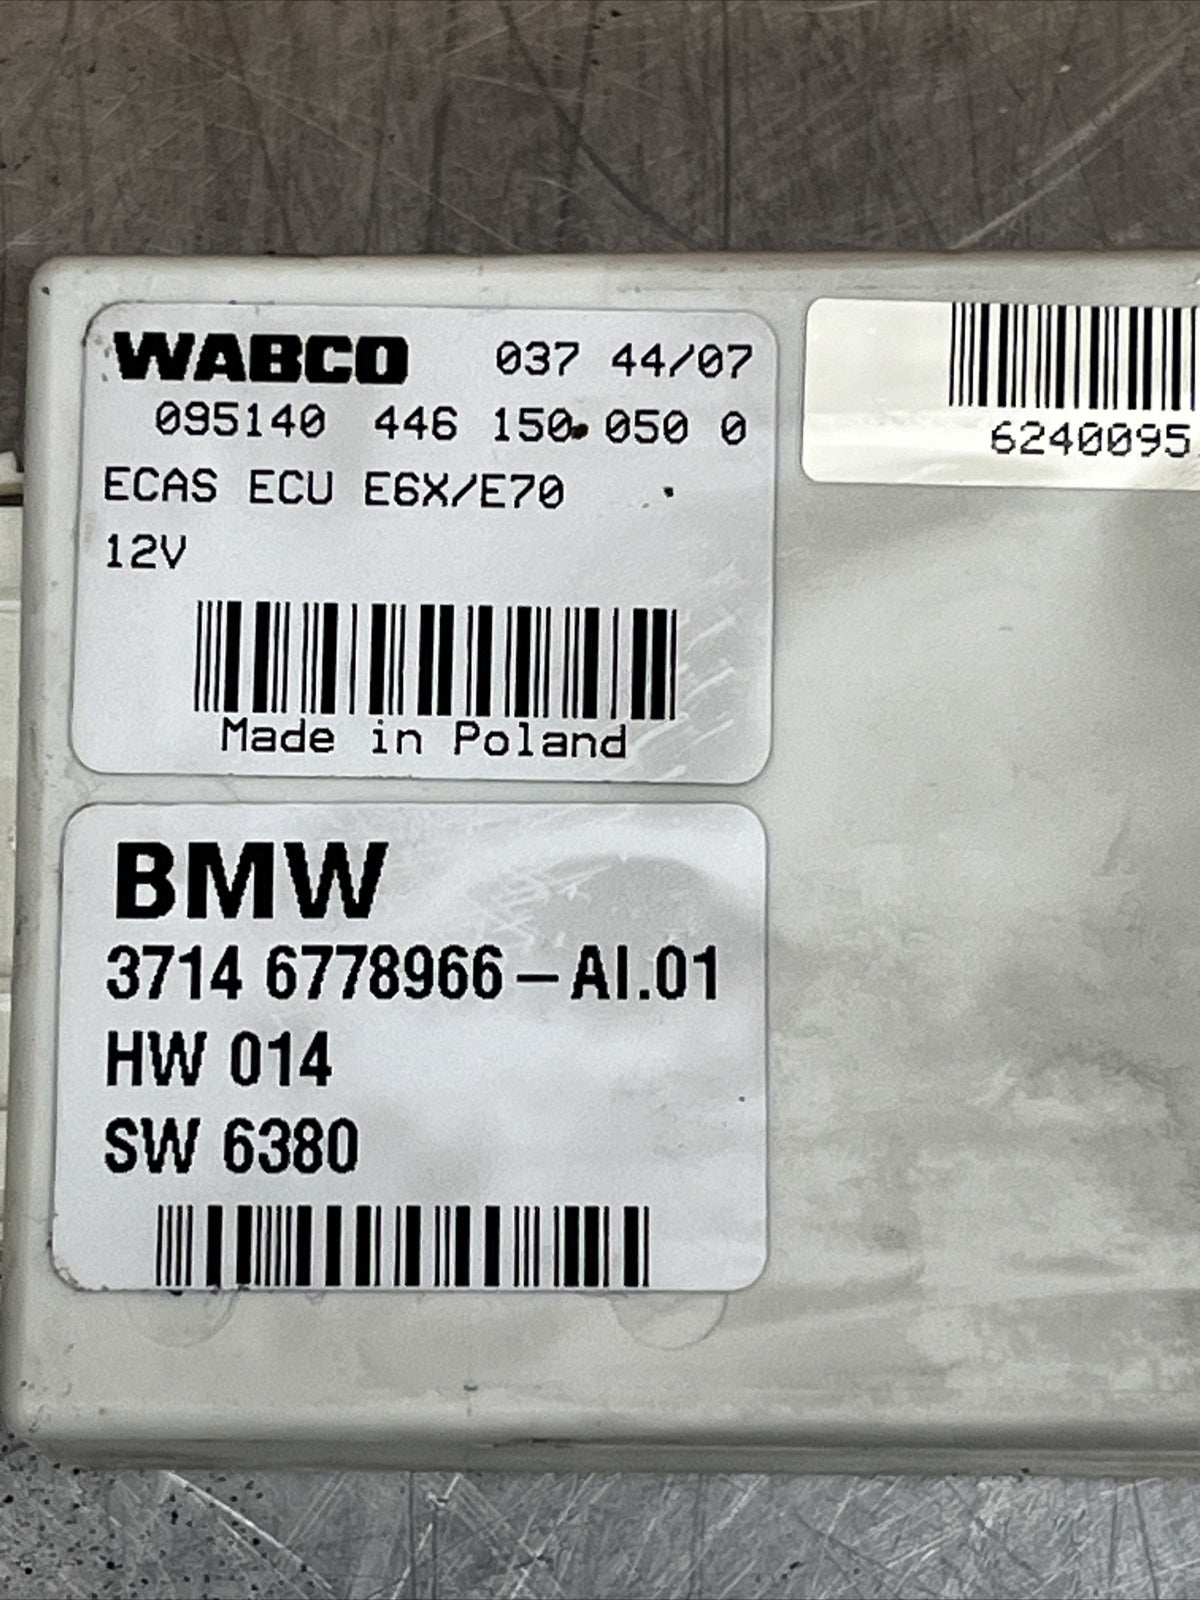 WABCO 037 44/07
095140 446 150 050 0
ECAS ECU E6X/E70
12V
Made in Poland
6240095
BMW
3714 6778966-AI.01
HW 014
SW 6380